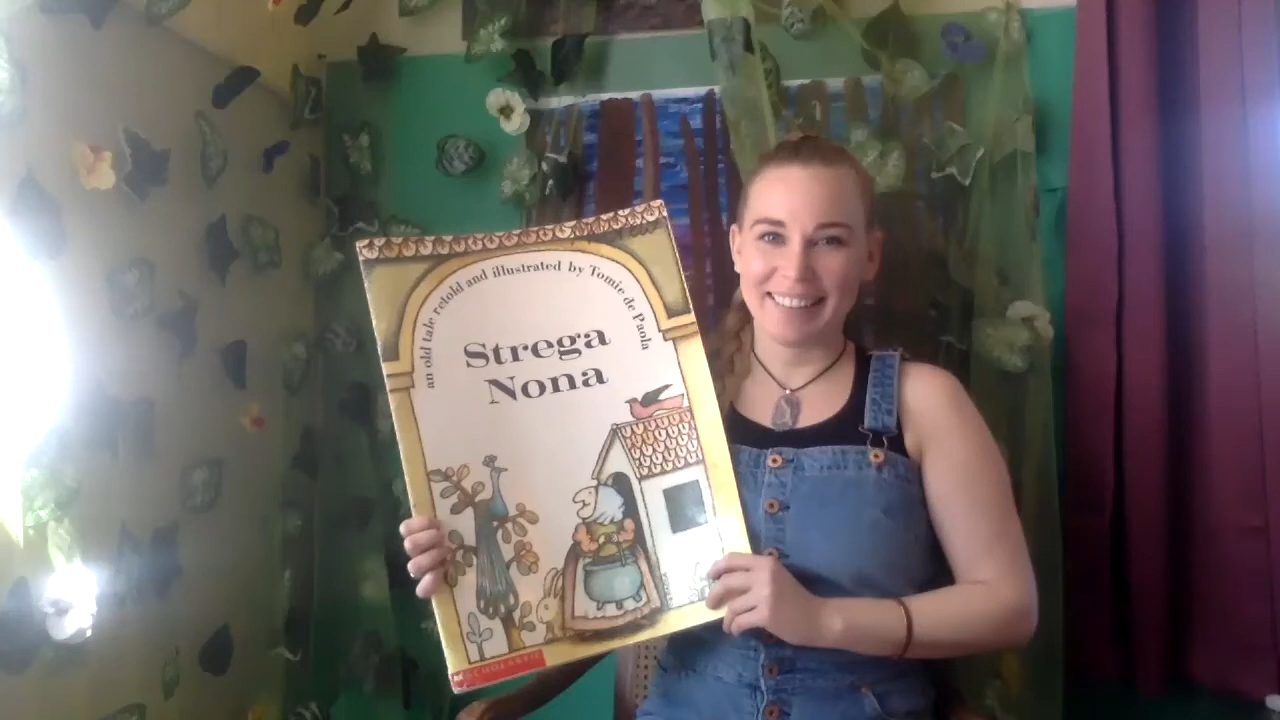 an old tale retold and illustrated by Tomie de Paola
Strega
Nona
SCHOLASTIC